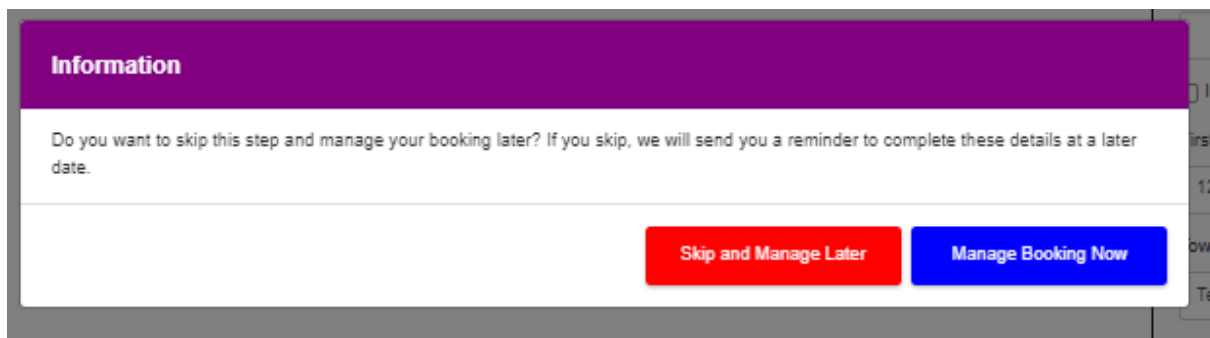 Information
Do you want to skip this step and manage your booking later? If you skip, we will send you a reminder to complete these details at a later
date.
Skip and Manage Later
Manage Booking Now